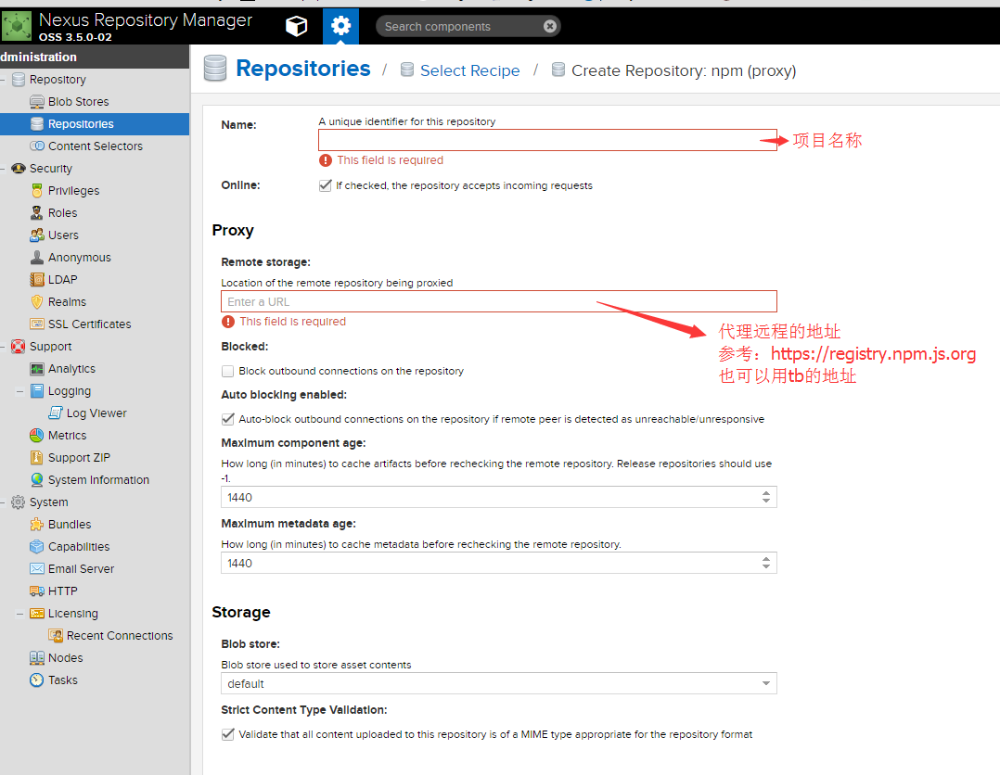 Nexus Repository Manager
OSS 3.5.0-02
Search components
dministration
Repository
Blob Stores
Repositories
Content Selectors
Security
Privileges
Roles
Users
Anonymous
LDAP
Realms
SSL Certificates
Support
Analytics
Logging
Log Viewer
Metrics
Support ZIP
System Information
System
Bundles
Capabilities
Email Server
HTTP
Licensing
Recent Connections
Nodes
Tasks
Repositories / Select Recipe / Create Repository: npm (proxy)
Name:
A unique identifier for this repository
项目名称
This field is required
Online:
If checked, the repository accepts incoming requests
Proxy
Remote storage:
Location of the remote repository being proxied
Enter a URL
This field is required
代理远程的地址
参考：https://registry.npm.js.org
也可以用tb的地址
Blocked:
Block outbound connections on the repository
Auto blocking enabled:
Auto-block outbound connections on the repository if remote peer is detected as unreachable/unresponsive
Maximum component age:
How long (in minutes) to cache artifacts before rechecking the remote repository. Release repositories should use
-1.
1440
Maximum metadata age:
How long (in minutes) to cache metadata before rechecking the remote repository.
1440
Storage
Blob store:
Blob store used to store asset contents
default
Strict Content Type Validation:
Validate that all content uploaded to this repository is of a MIME type appropriate for the repository format